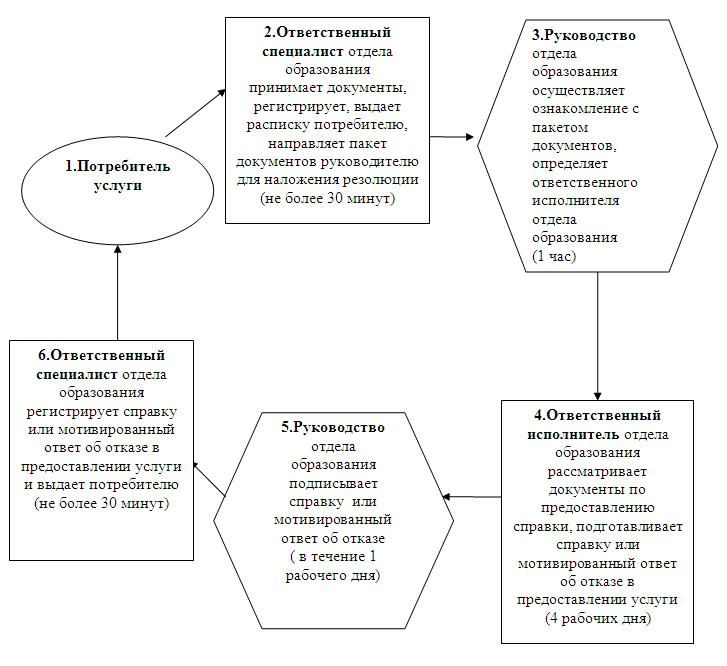 1.Потребитель
услуги
2.Ответственный
специалист отдела
образования
принимает документы,
регистрирует, выдает
расписку потребителю,
направляет пакет
документов руководителю
для наложения резолюции
(не более 30 минут)
3.Руководство
отдела
образования
осуществляет
ознакомление с
пакетом
документов,
определяет
ответственного
исполнителя
отдела
образования
(1 час)
4.Ответственный
исполнитель отдела
образования
рассматривает
документы по
предоставлению
справки, подготавливает
справку или
мотивированный ответ
об отказе в
предоставлении услуги
(4 рабочих дня)
5.Руководство
отдела
образования
подписывает
справку или
мотивированный
ответ об отказе
( в течение 1
рабочего дня)
6.Ответственный
специалист отдела
образования
регистрирует справку
или мотивированный
ответ об отказе в
предоставлении услуги
и выдает потребителю
(не более 30 минут)